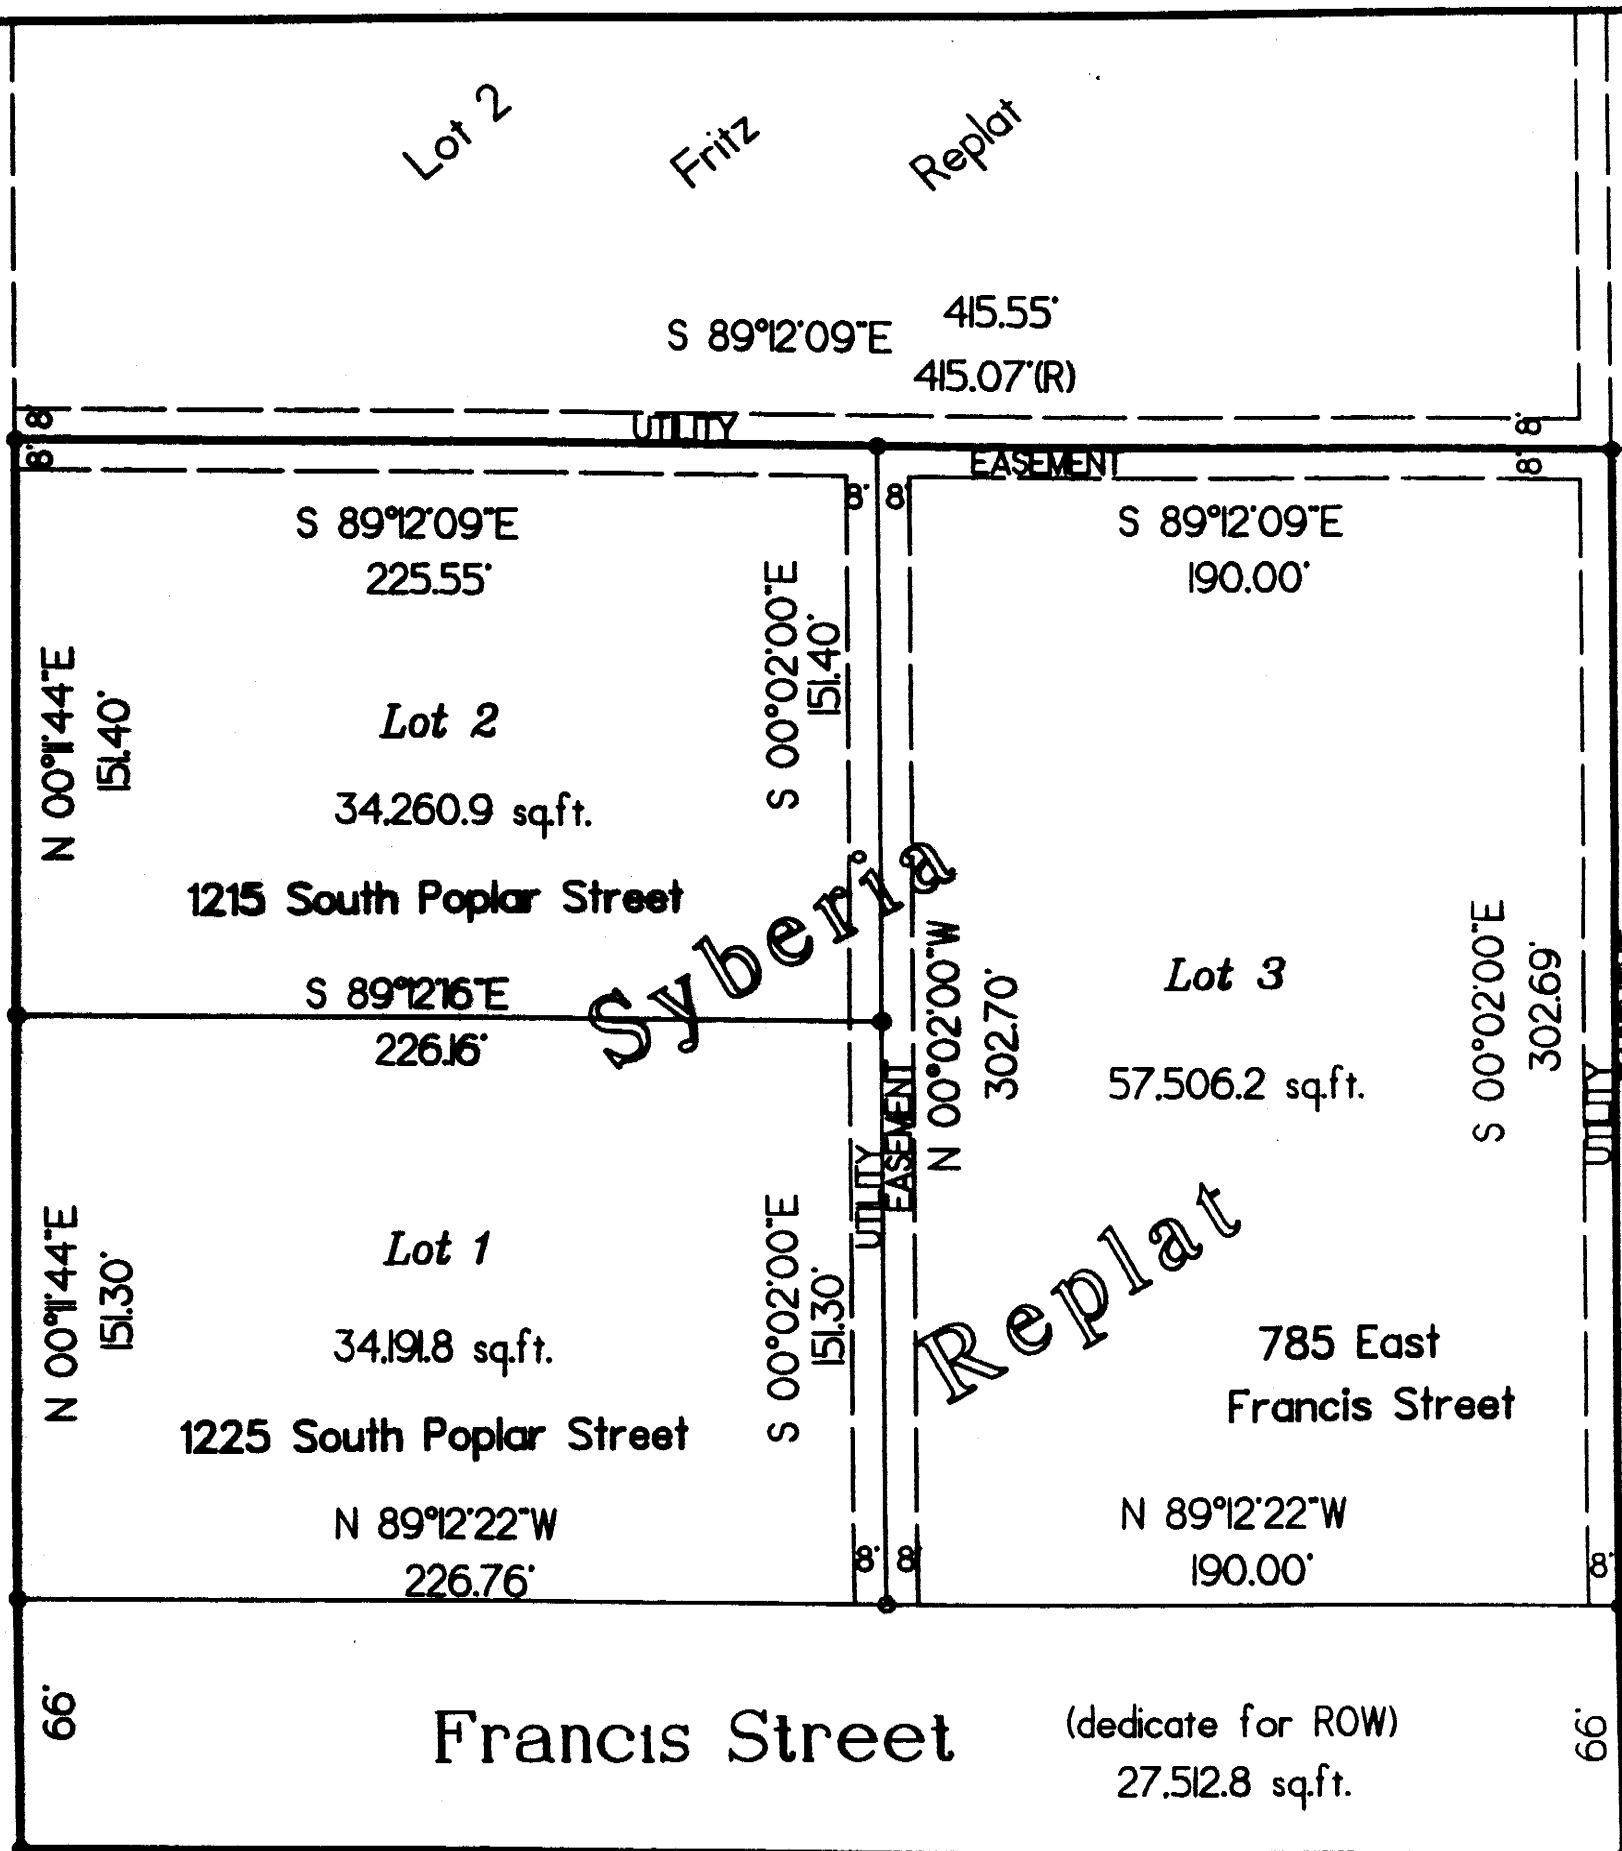 Lot 2 Fritz Replat
S 89°12'09"E 415.55'
415.07'(R)
8' UTILITY 8'
8' EASEMENT 8'
8' 8'
S 89°12'09"E
225.55'
S 89°12'09"E
190.00'
N 00°11'44"E
151.40'
Lot 2
34,260.9 sq.ft.
1215 South Poplar Street
S 00°02'00"E
151.40'
S 89°12'16"E
226.16'
Syberia
Replat
N 00°02'00"W
302.70'
Lot 3
57,506.2 sq.ft.
S 00°02'00"E
302.69'
UTILITY
UTILITY
EASEMENT
N 00°11'44"E
151.30'
Lot 1
34,191.8 sq.ft.
1225 South Poplar Street
S 00°02'00"E
151.30'
785 East
Francis Street
N 89°12'22"W
226.76'
8' 8'
N 89°12'22"W
190.00'
8'
66'
Francis Street
(dedicate for ROW)
27,512.8 sq.ft.
66'